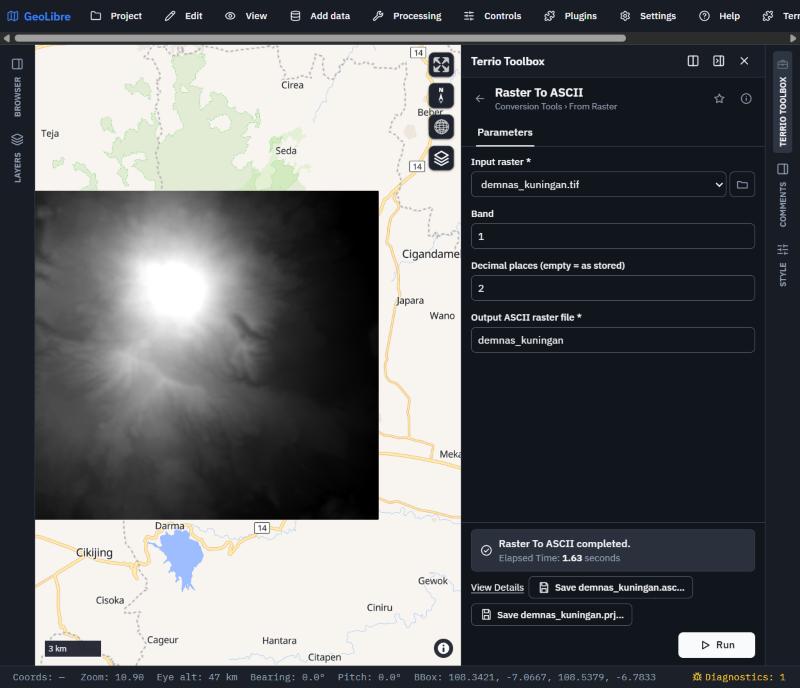 GeoLibre Project Edit View Add data Processing Controls Plugins Settings Help Terr
BROWSER
LAYERS
14
Cirea
Beber
Teja
Seda
14
N
Cigandame
Japara
Wano
Meka
Darma
14
Cikijing
Gewok
Cisoka
Ciniru
Cageur
Hantara
Citapen
3 km
Terrio Toolbox
Raster To ASCII
Conversion Tools › From Raster
Parameters
Input raster *
demnas_kuningan.tif
Band
1
Decimal places (empty = as stored)
2
Output ASCII raster file *
demnas_kuningan
Raster To ASCII completed.
Elapsed Time: 1.63 seconds
View Details Save demnas_kuningan.asc...
Save demnas_kuningan.prj...
Run
TERRIO TOOLBOX
COMMENTS
STYLE
Coords: — Zoom: 10.90 Eye alt: 47 km Bearing: 0.0° Pitch: 0.0° BBox: 108.3421, -7.0667, 108.5379, -6.7833 Diagnostics: 1